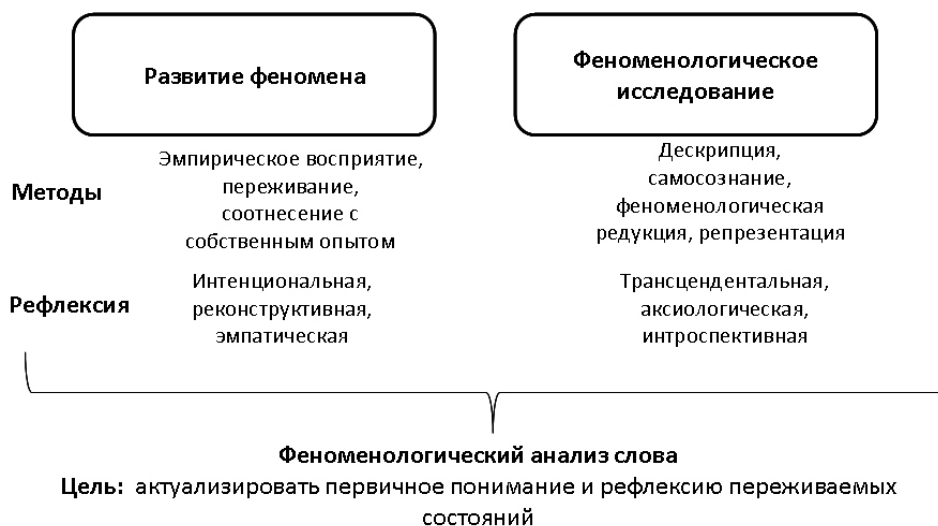 Развитие феномена
Феноменологическое
исследование
Методы
Эмпирическое восприятие,
переживание,
соотнесение с
собственным опытом
Дескрипция,
самосознание,
феноменологическая
редукция, репрезентация
Рефлексия
Интенциональная,
реконструктивная,
эмпатическая
Трансцендентальная,
аксиологическая,
интроспективная
Феноменологический анализ слова
Цель: актуализировать первичное понимание и рефлексию переживаемых
состояний